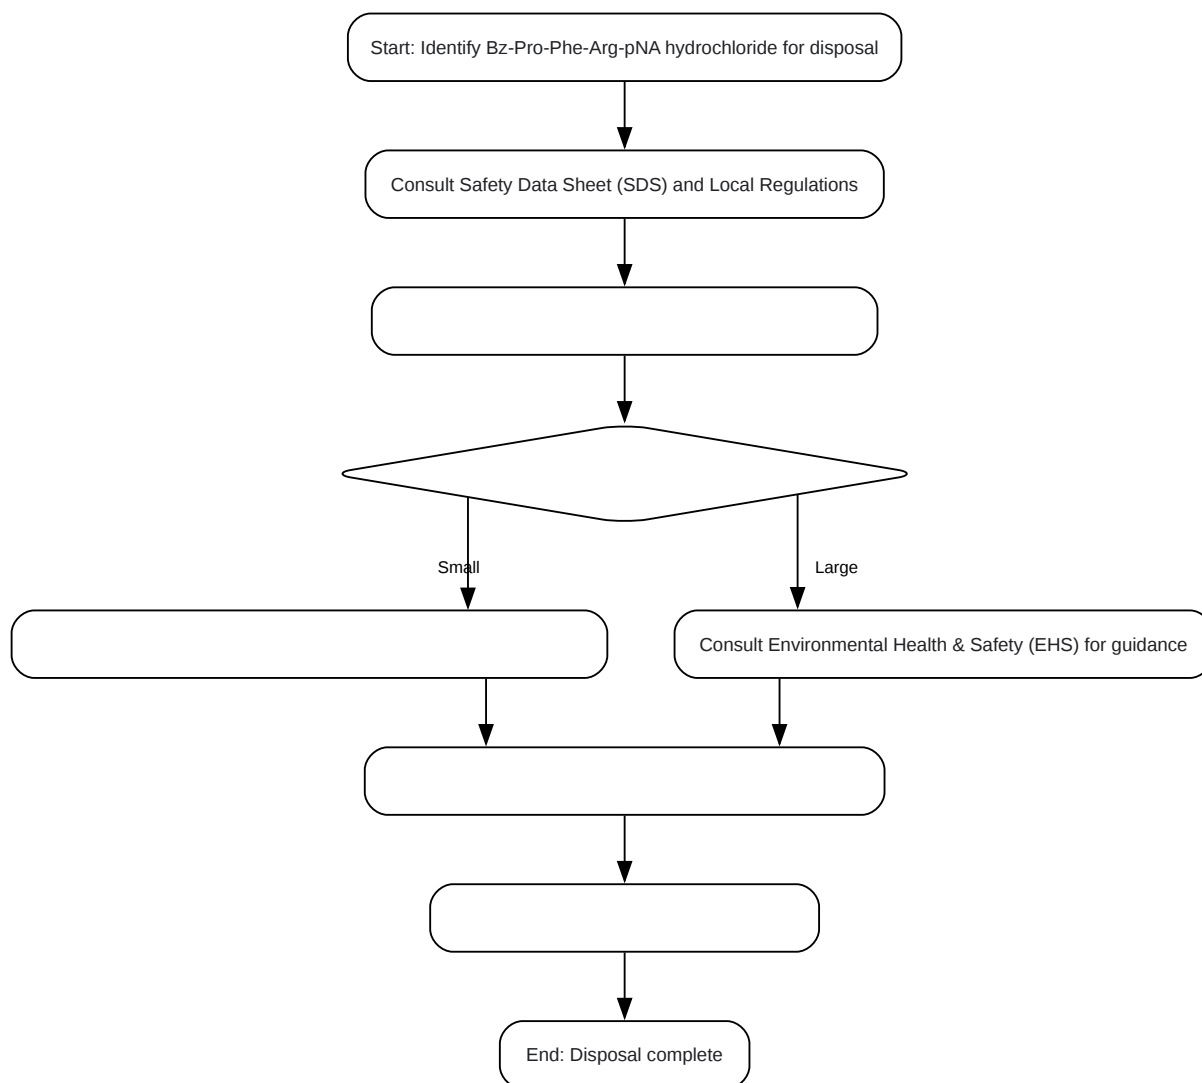 Start: Identify Bz-Pro-Phe-Arg-pNA hydrochloride for disposal
Consult Safety Data Sheet (SDS) and Local Regulations
Small
Large
Consult Environmental Health & Safety (EHS) for guidance
End: Disposal complete